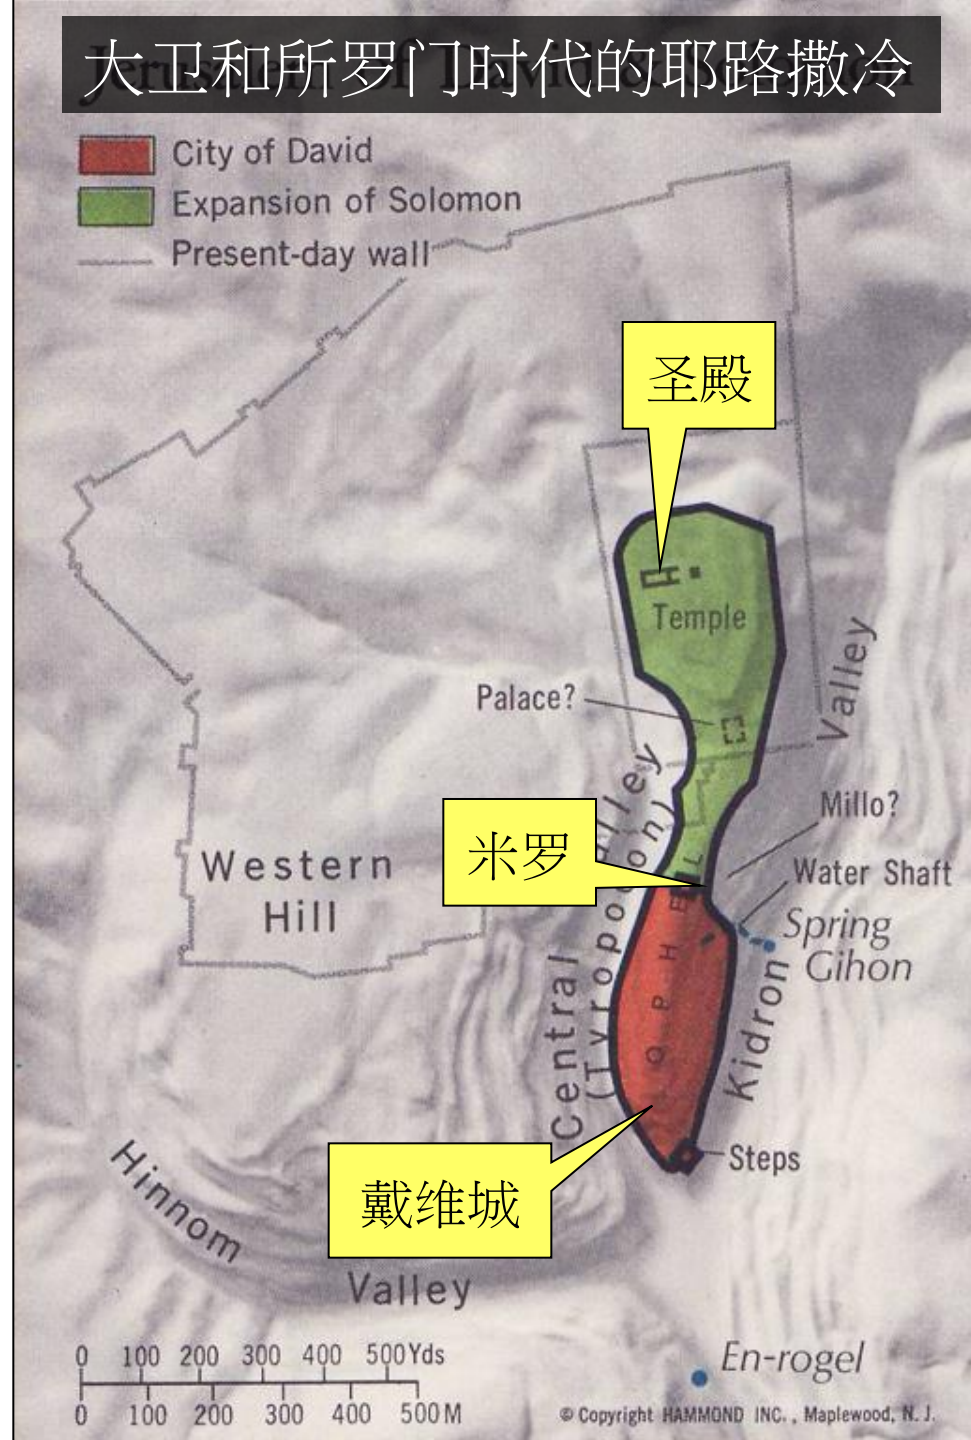 大卫和所罗门时代的耶路撒冷
City of David
Expansion of Solomon
Present-day wall
圣殿
Temple
Palace?
Valley
Millo?
米罗
Western
Hill
Water Shaft
Spring
Gihon
OPHEL
Central
Kidron
戴维城
Steps
Hinnom
Valley
En-rogel
0 100 200 300 400 500 Yds
0 100 200 300 400 500 M
© Copyright HAMMOND INC., Maplewood, N. J.